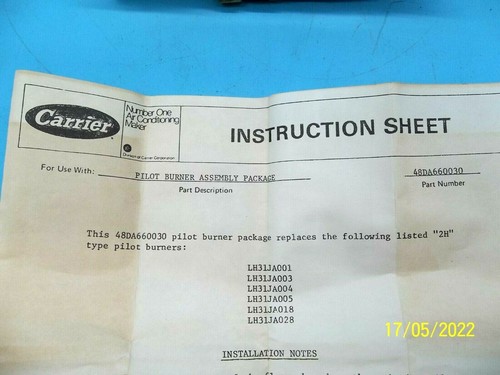 Carrier
Number One
Air Conditioning
Maker
Division of Carrier Corporation
INSTRUCTION SHEET
For Use With: PILOT BURNER ASSEMBLY PACKAGE 48DA660030
Part Description Part Number
This 48DA660030 pilot burner package replaces the following listed "2H"
type pilot burners:
LH31JA001
LH31JA003
LH31JA004
LH31JA005
LH31JA018
LH31JA028
INSTALLATION NOTES
17/05/2022